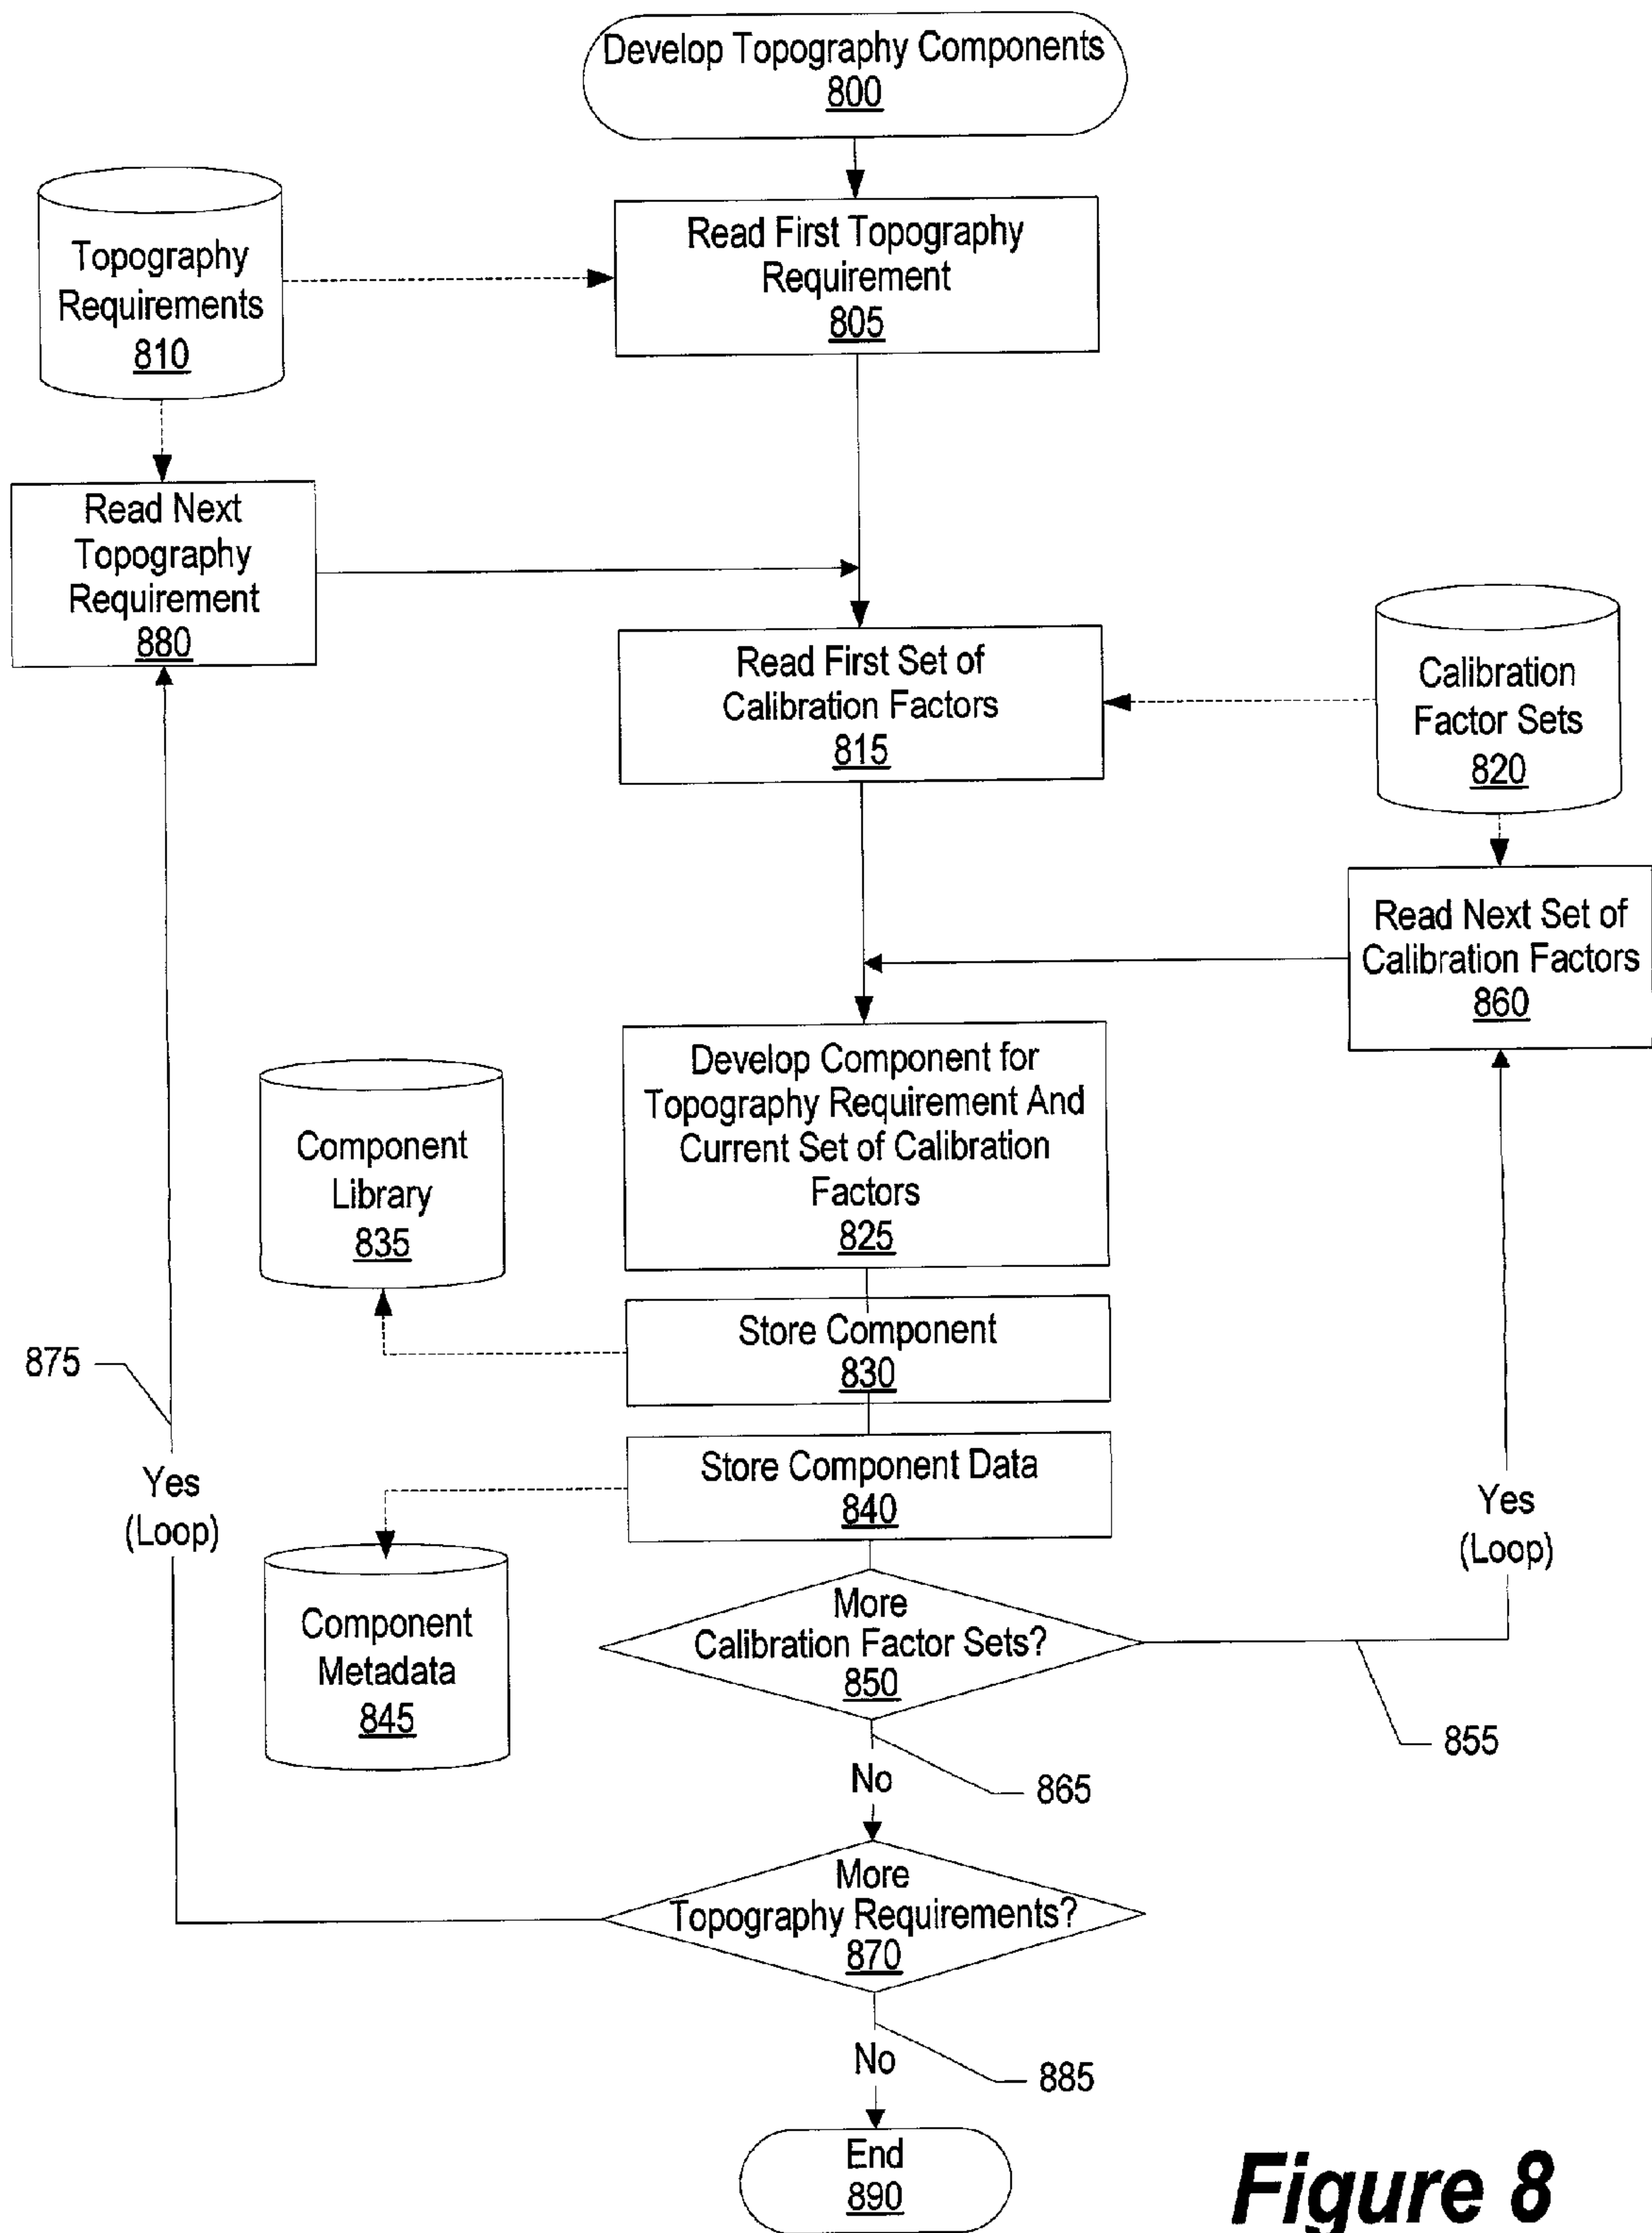 Develop Topography Components
800
Topography
Requirements
810
Read First Topography
Requirement
805
Read Next
Topography
Requirement
880
Read First Set of
Calibration Factors
815
Calibration
Factor Sets
820
Read Next Set of
Calibration Factors
860
Develop Component for
Topography Requirement And
Current Set of Calibration
Factors
825
Component
Library
835
Store Component
830
875
Store Component Data
840
Yes
(Loop)
Yes
(Loop)
Component
Metadata
845
More
Calibration Factor Sets?
850
855
865
No
More
Topography Requirements?
870
No
885
End
890
Figure 8